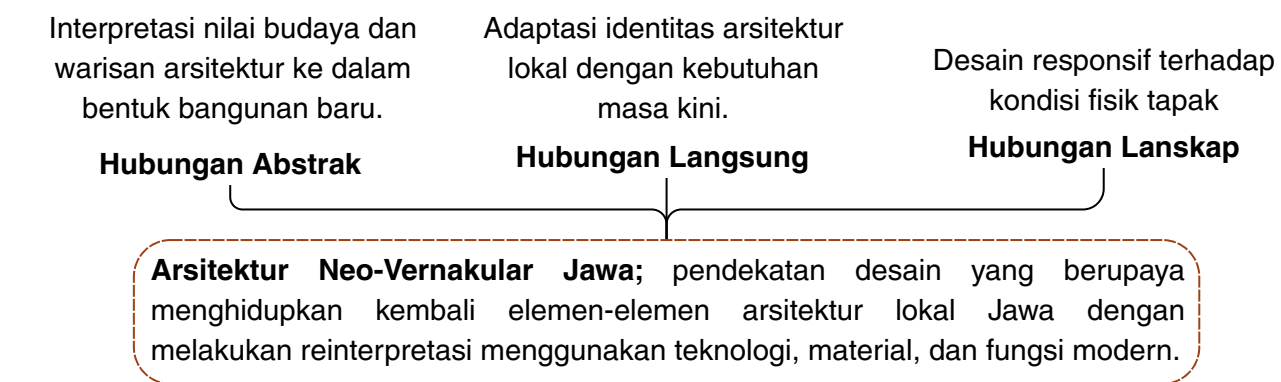 Interpretasi nilai budaya dan
warisan arsitektur ke dalam
bentuk bangunan baru.
Hubungan Abstrak
Adaptasi identitas arsitektur
lokal dengan kebutuhan
masa kini.
Hubungan Langsung
Desain responsif terhadap
kondisi fisik tapak
Hubungan Lanskap
Arsitektur Neo-Vernakular Jawa; pendekatan desain yang berupaya
menghidupkan kembali elemen-elemen arsitektur lokal Jawa dengan
melakukan reinterpretasi menggunakan teknologi, material, dan fungsi modern.